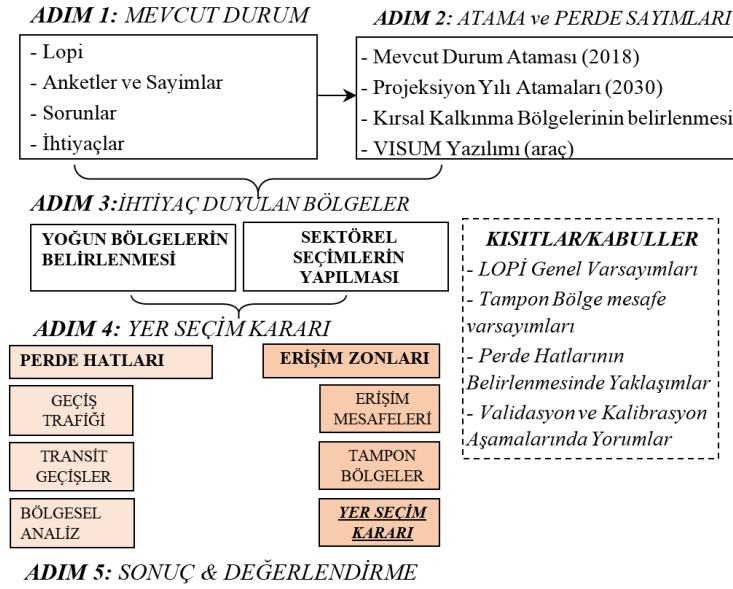 ADIM 1: MEVCUT DURUM
- Lopi
- Anketler ve Sayimlar
- Sorunlar
- İhtiyaçlar
ADIM 2: ATAMA ve PERDE SAYIMLARI
- Mevcut Durum Ataması (2018)
- Projeksiyon Yılı Atamaları (2030)
- Kırsal Kalkınma Bölgelerinin belirlenmesi
- VISUM Yazılımı (araç)
ADIM 3:İHTİYAÇ DUYULAN BÖLGELER
YOĞUN BÖLGELERİN
BELİRLENMESİ
SEKTÖREL
SEÇİMLERİN
YAPILMASI
KISITLAR/KABULLER
- LOPİ Genel Varsayımları
- Tampon Bölge mesafe
varsayımları
- Perde Hatlarının
Belirlenmesinde Yaklaşımlar
- Validasyon ve Kalibrasyon
Aşamalarında Yorumlar
ADIM 4: YER SEÇİM KARARI
PERDE HATLARI
GEÇİŞ
TRAFİĞİ
TRANSİT
GEÇİŞLER
BÖLGESEL
ANALİZ
ERİŞİM ZONLARI
ERİŞİM
MESAFELERİ
TAMPON
BÖLGELER
YER SEÇİM
KARARI
ADIM 5: SONUÇ & DEĞERLENDİRME